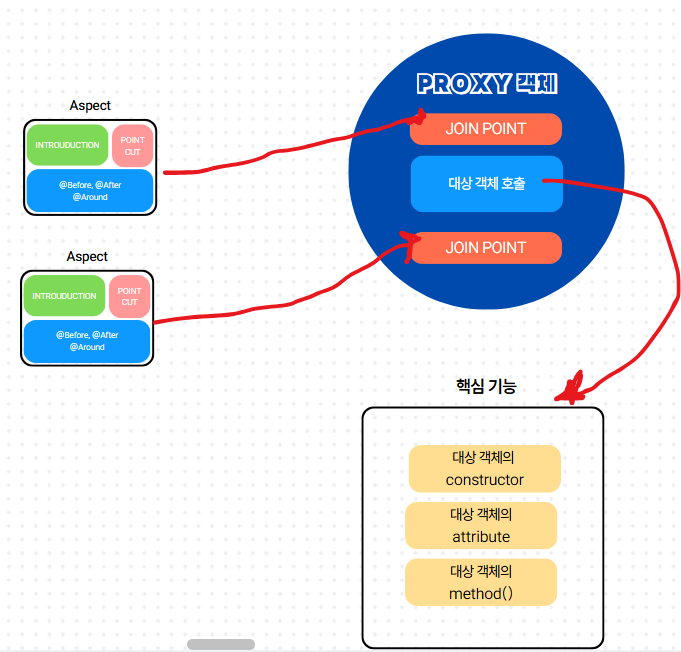 PROXY 객체
Aspect
INTROUDUCTION
POINT
CUT
@Before, @After
@Around
JOIN POINT
대상 객체 호출
JOIN POINT
Aspect
INTROUDUCTION
POINT
CUT
@Before, @After
@Around
핵심 기능
대상 객체의
constructor
대상 객체의
attribute
대상 객체의
method()